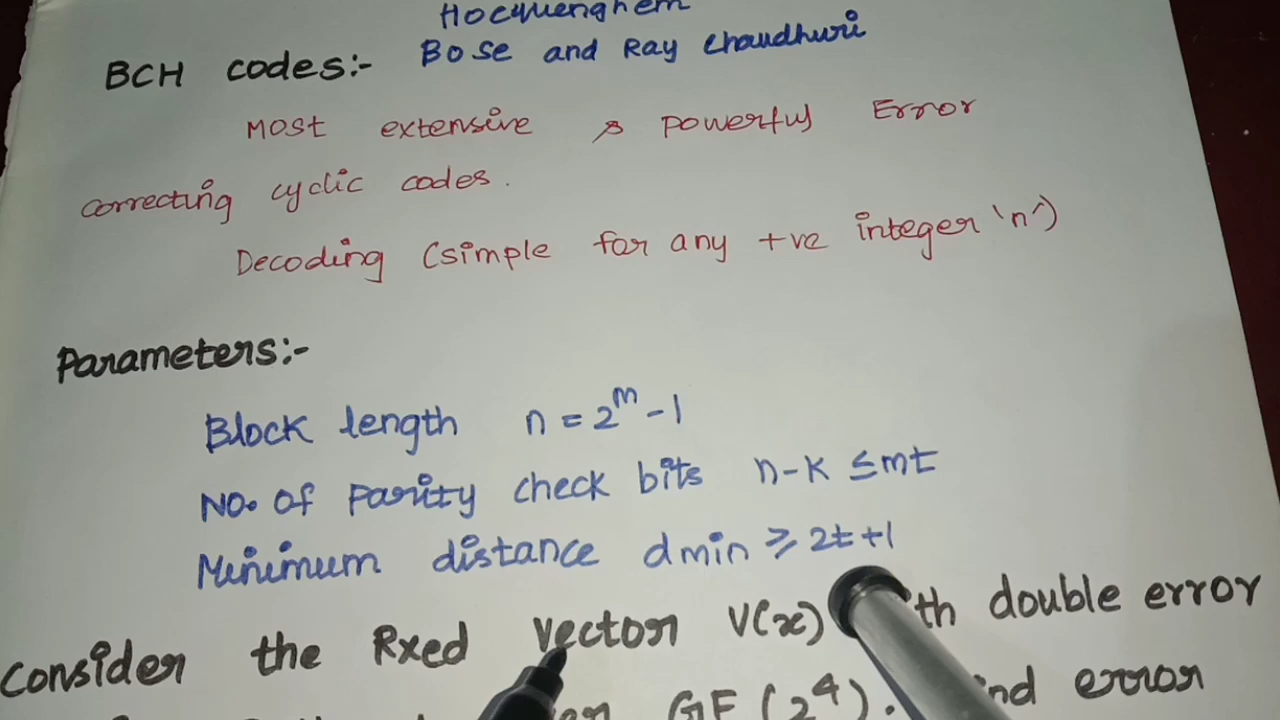 Hocquenghem
BCH codes:- Bose and Ray Chaudhuri
Most extensive & powerful Error
correcting cyclic codes.
Decoding (simple for any +ve integer 'n')
Parameters:-
Block length n = 2^m - 1
No. of parity check bits n-k ≤ mt
Minimum distance dmin ≥ 2t+1
Consider the Rxed vector V(x) double error
GF(2^4). error